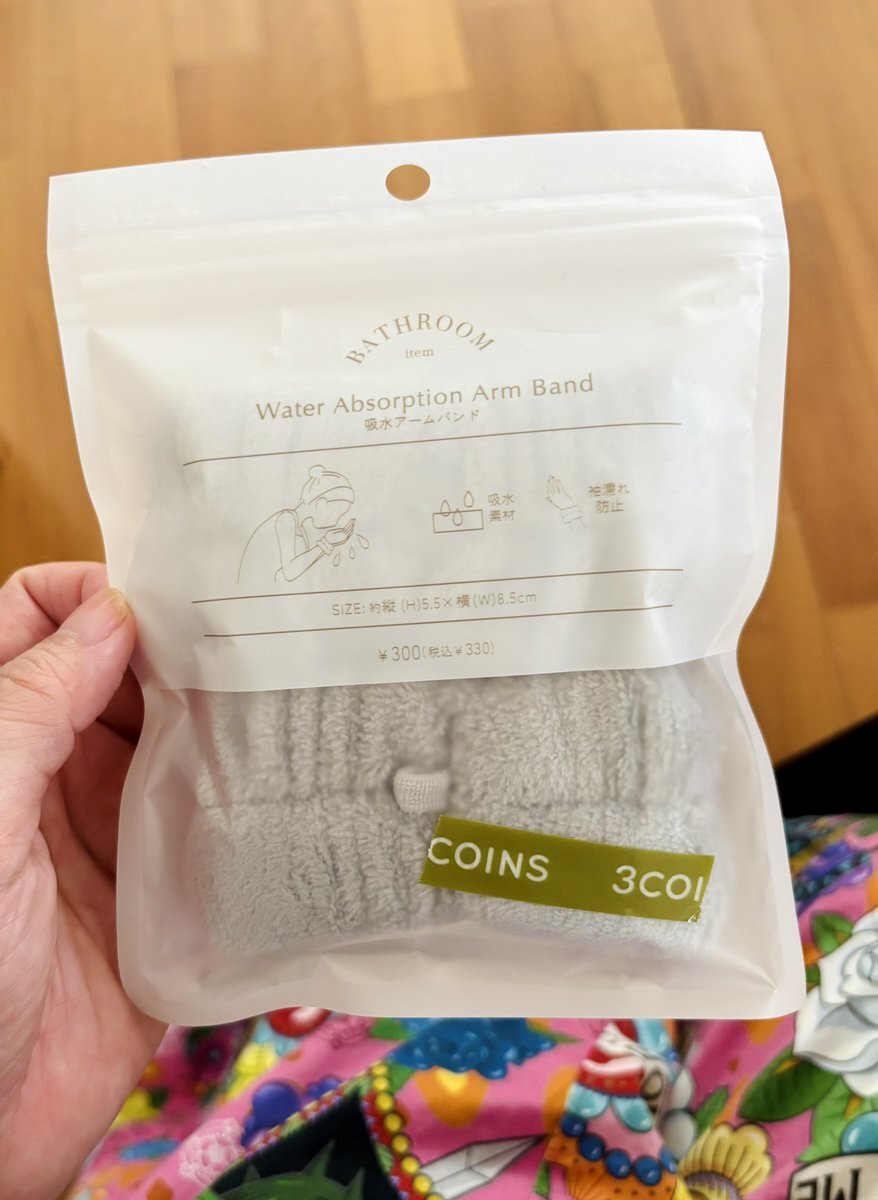 BATHROOM
item
Water Absorption Arm Band
吸水アームバンド
吸水
素材
袖濡れ
防止
SIZE: 約縦 (H)5.5×横(W)8.5cm
¥300(税込¥330)
COINS 3COI
ME